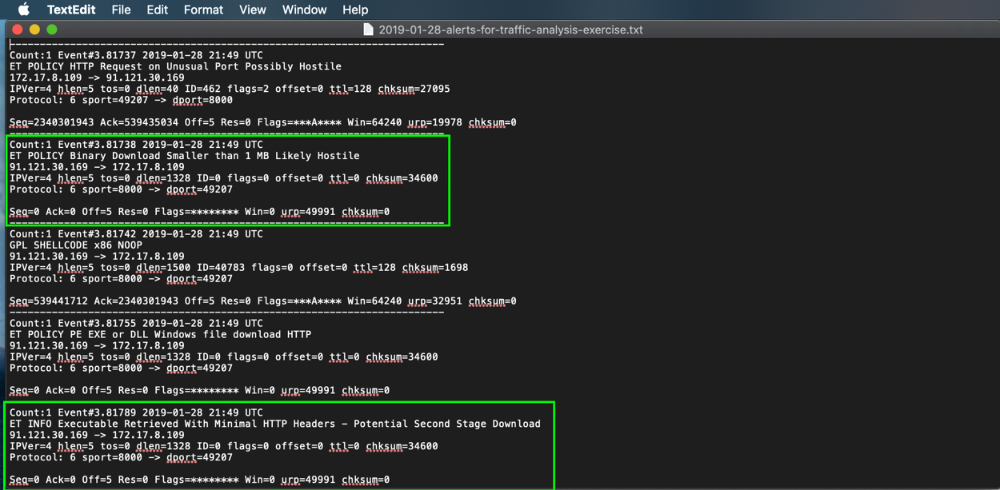 TextEdit File Edit Format View Window Help
2019-01-28-alerts-for-traffic-analysis-exercise.txt
------------------------------------------------------------------------
Count:1 Event#3.81737 2019-01-28 21:49 UTC
ET POLICY HTTP Request on Unusual Port Possibly Hostile
172.17.8.109 -> 91.121.30.169
IPVer=4 hlen=5 tos=0 dlen=40 ID=462 flags=2 offset=0 ttl=128 chksum=27095
Protocol: 6 sport=49207 -> dport=8000
Seq=2340301943 Ack=539435034 Off=5 Res=0 Flags=***A**** Win=64240 urp=19978 chksum=0
------------------------------------------------------------------------
Count:1 Event#3.81738 2019-01-28 21:49 UTC
ET POLICY Binary Download Smaller than 1 MB Likely Hostile
91.121.30.169 -> 172.17.8.109
IPVer=4 hlen=5 tos=0 dlen=1328 ID=0 flags=0 offset=0 ttl=0 chksum=34600
Protocol: 6 sport=8000 -> dport=49207
Seq=0 Ack=0 Off=5 Res=0 Flags=******** Win=0 urp=49991 chksum=0
------------------------------------------------------------------------
Count:1 Event#3.81742 2019-01-28 21:49 UTC
GPL SHELLCODE x86 NOOP
91.121.30.169 -> 172.17.8.109
IPVer=4 hlen=5 tos=0 dlen=1500 ID=40783 flags=0 offset=0 ttl=128 chksum=1698
Protocol: 6 sport=8000 -> dport=49207
Seq=539441712 Ack=2340301943 Off=5 Res=0 Flags=***A**** Win=64240 urp=32951 chksum=0
------------------------------------------------------------------------
Count:1 Event#3.81755 2019-01-28 21:49 UTC
ET POLICY PE EXE or DLL Windows file download HTTP
91.121.30.169 -> 172.17.8.109
IPVer=4 hlen=5 tos=0 dlen=1328 ID=0 flags=0 offset=0 ttl=0 chksum=34600
Protocol: 6 sport=8000 -> dport=49207
Seq=0 Ack=0 Off=5 Res=0 Flags=******** Win=0 urp=49991 chksum=0
Count:1 Event#3.81789 2019-01-28 21:49 UTC
ET INFO Executable Retrieved With Minimal HTTP Headers - Potential Second Stage Download
91.121.30.169 -> 172.17.8.109
IPVer=4 hlen=5 tos=0 dlen=1328 ID=0 flags=0 offset=0 ttl=0 chksum=34600
Protocol: 6 sport=8000 -> dport=49207
Seq=0 Ack=0 Off=5 Res=0 Flags=******** Win=0 urp=49991 chksum=0